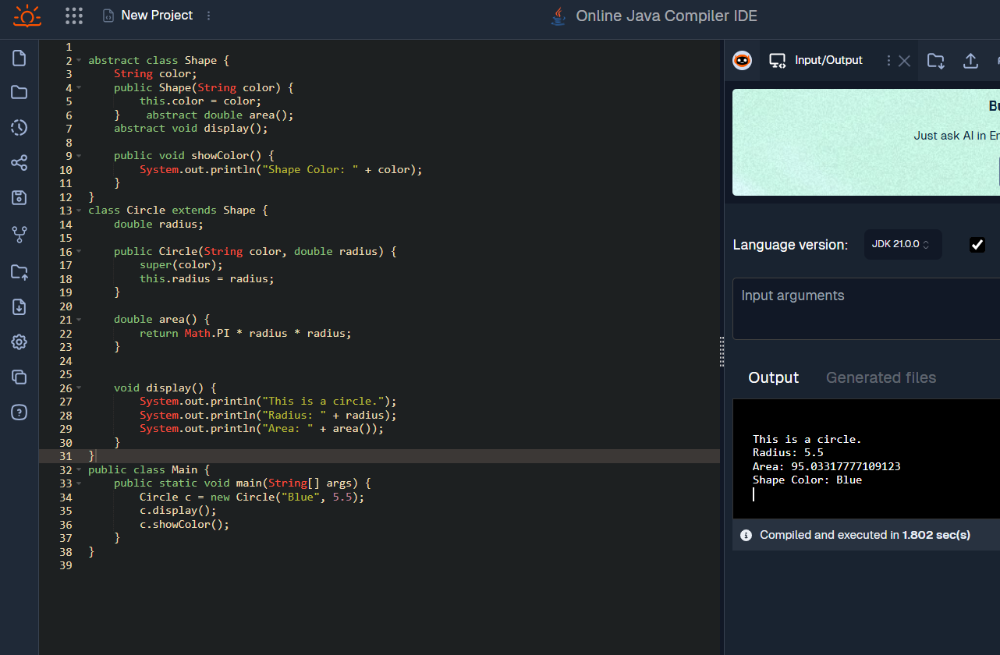 New Project
Online Java Compiler IDE
1
2 abstract class Shape {
3     String color;
4     public Shape(String color) {
5         this.color = color;
6     }    abstract double area();
7     abstract void display();
8
9     public void showColor() {
10         System.out.println("Shape Color: " + color);
11     }
12 }
13 class Circle extends Shape {
14     double radius;
15
16     public Circle(String color, double radius) {
17         super(color);
18         this.radius = radius;
19     }
20
21     double area() {
22         return Math.PI * radius * radius;
23     }
24
25
26     void display() {
27         System.out.println("This is a circle.");
28         System.out.println("Radius: " + radius);
29         System.out.println("Area: " + area());
30     }
31 }
32 public class Main {
33     public static void main(String[] args) {
34         Circle c = new Circle("Blue", 5.5);
35         c.display();
36         c.showColor();
37     }
38 }
39
Input/Output
Just ask AI in
Language version: JDK 21.0.0
Input arguments
Output Generated files
This is a circle.
Radius: 5.5
Area: 95.03317777109123
Shape Color: Blue
Compiled and executed in 1.802 sec(s)